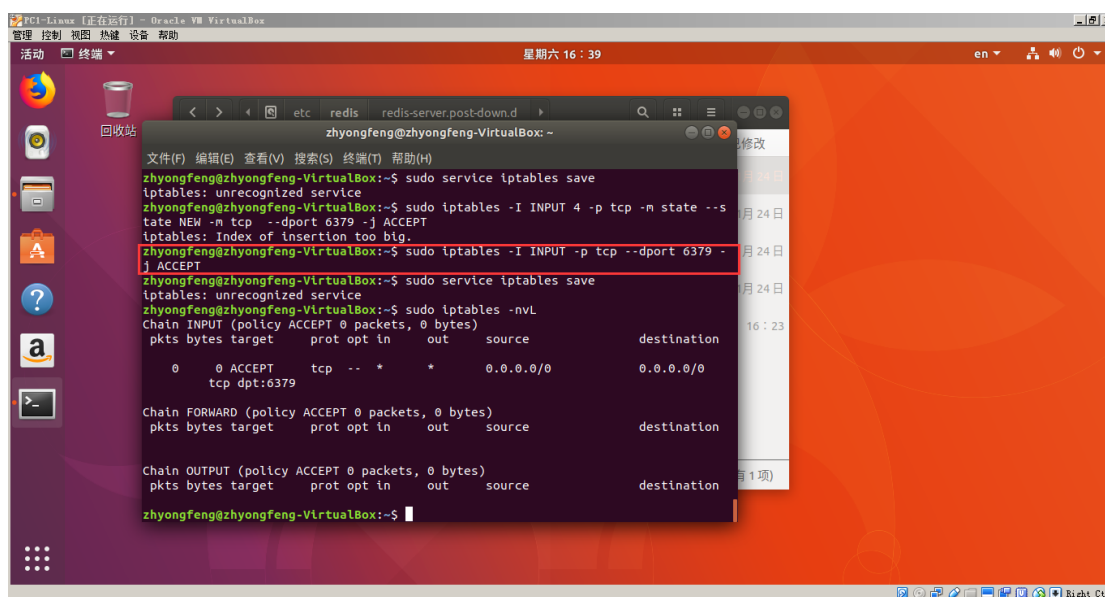 PC1-Linux [正在运行] - Oracle VM VirtualBox
管理 控制 视图 热键 设备 帮助
活动 终端 星期六 16：39 en
回收站
etc redis redis-server.post-down.d
修改
zhyongfeng@zhyongfeng-VirtualBox: ~
文件(F) 编辑(E) 查看(V) 搜索(S) 终端(T) 帮助(H)
zhyongfeng@zhyongfeng-VirtualBox:~$ sudo service iptables save
iptables: unrecognized service
zhyongfeng@zhyongfeng-VirtualBox:~$ sudo iptables -I INPUT 4 -p tcp -m state --s
tate NEW -m tcp --dport 6379 -j ACCEPT
iptables: Index of insertion too big.
zhyongfeng@zhyongfeng-VirtualBox:~$ sudo iptables -I INPUT -p tcp --dport 6379 -
j ACCEPT
zhyongfeng@zhyongfeng-VirtualBox:~$ sudo service iptables save
iptables: unrecognized service
zhyongfeng@zhyongfeng-VirtualBox:~$ sudo iptables -nvL
Chain INPUT (policy ACCEPT 0 packets, 0 bytes)
pkts bytes target prot opt in out source destination
0 0 ACCEPT tcp -- * * 0.0.0.0/0 0.0.0.0/0
tcp dpt:6379
Chain FORWARD (policy ACCEPT 0 packets, 0 bytes)
pkts bytes target prot opt in out source destination
Chain OUTPUT (policy ACCEPT 0 packets, 0 bytes)
pkts bytes target prot opt in out source destination
zhyongfeng@zhyongfeng-VirtualBox:~$
月 24 日
月 24 日
月 24 日
16：23
有 1 项)
Right Ct